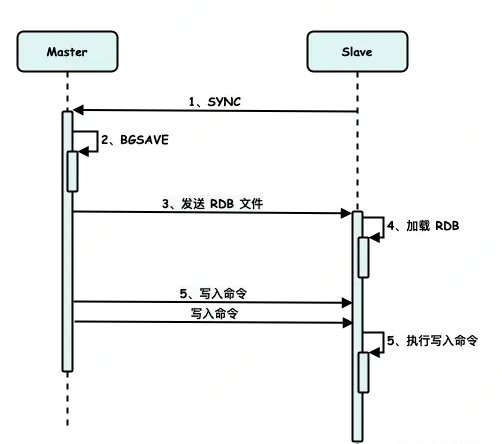 Master
Slave
1、SYNC
2、BGSAVE
3、发送 RDB 文件
4、加载 RDB
5、写入命令
写入命令
5、执行写入命令